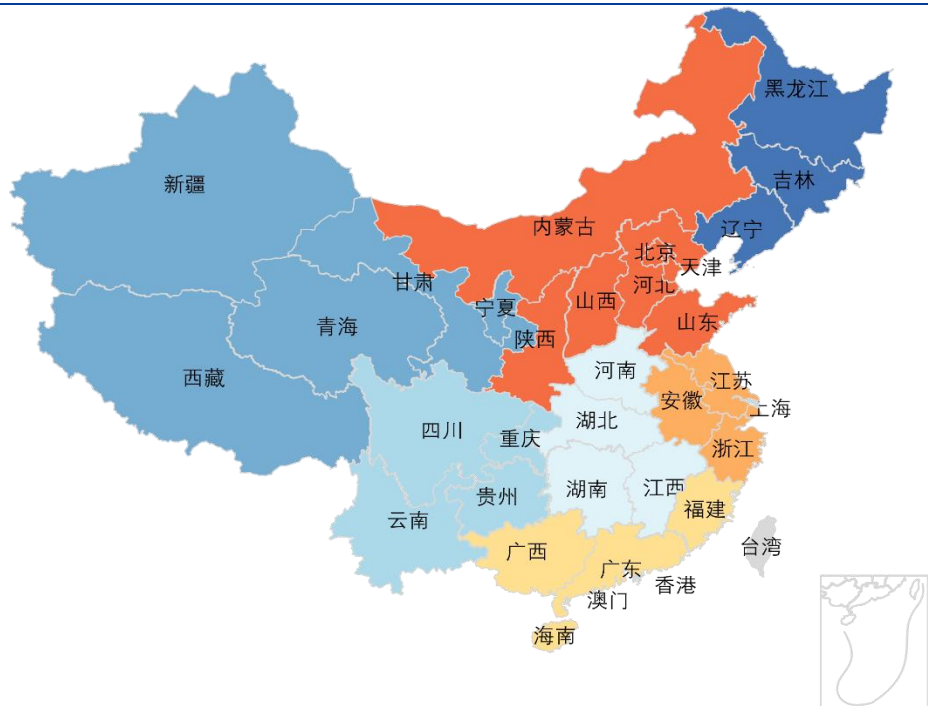 黑龙江
吉林
新疆
内蒙古
辽宁
北京
天津
甘肃
宁夏
山西
河北
青海
陕西
山东
西藏
河南
江苏
安徽
上海
四川
重庆
湖北
浙江
贵州
湖南
江西
云南
福建
广西
广东
台湾
香港
澳门
海南